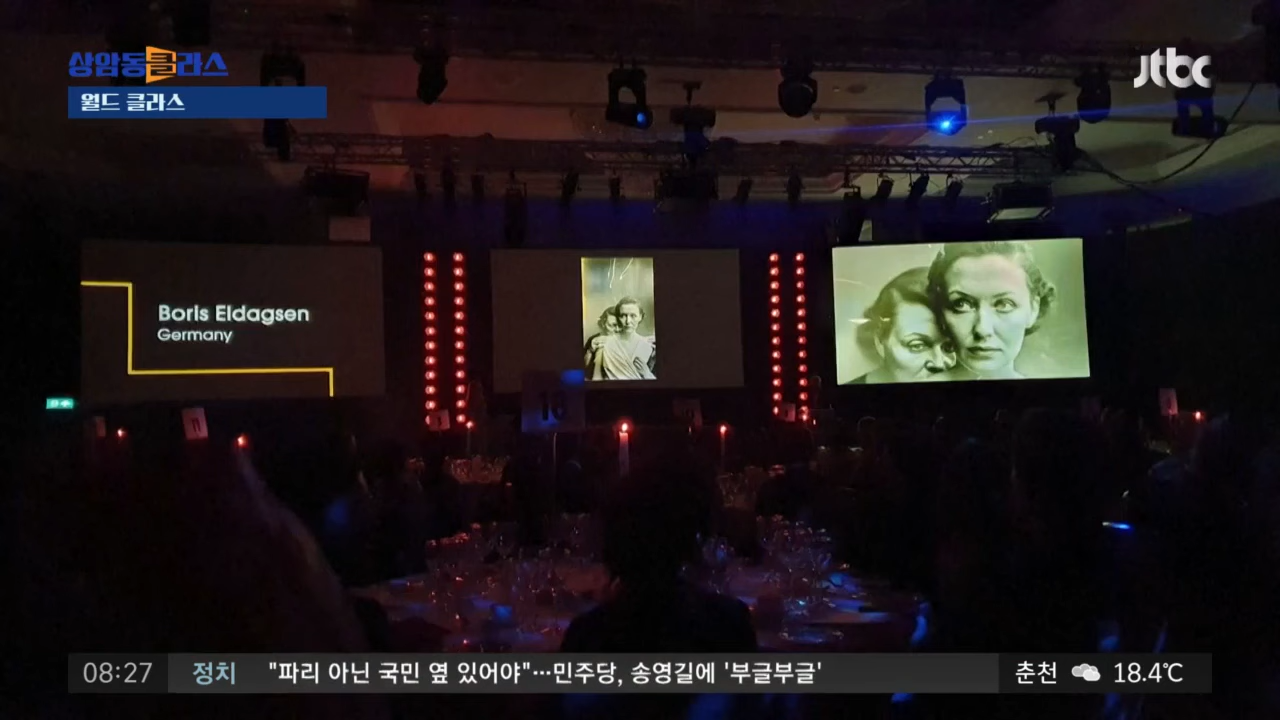 상암동클라스
월드 클라스
jtbc
Boris Eldagsen
Germany
16
11
08:27 정치 "파리 아닌 국민 옆 있어야"…민주당, 송영길에 '부글부글' 춘천 18.4℃